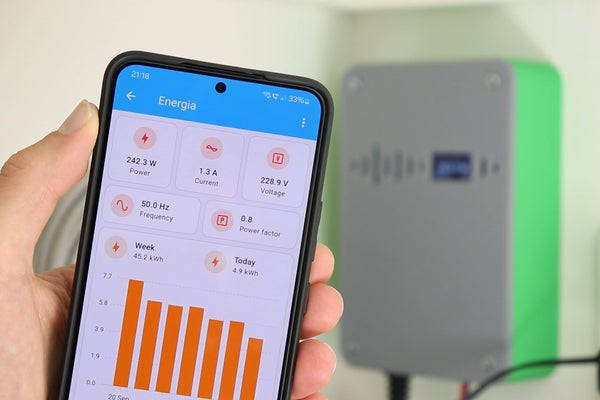 21:18
33%
Energia
242.3 W
Power
1.3 A
Current
228.9 V
Voltage
50.0 Hz
Frequency
0.8
Power factor
Week
45.2 kWh
Today
4.9 kWh
7.7
5.8
3.9
1.9
0.0
20 Sep